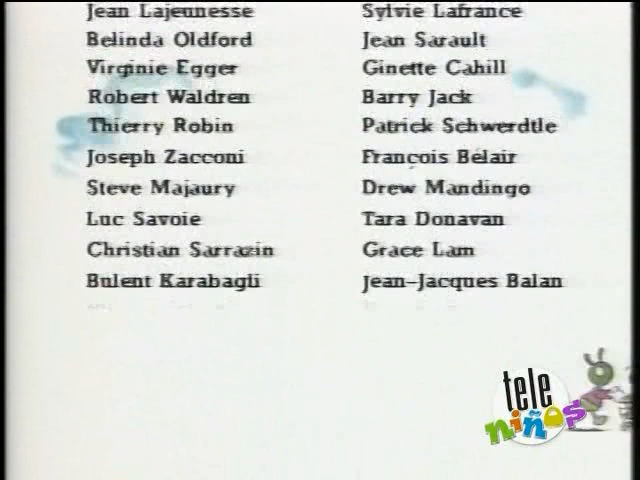 Jean Lajeunesse Sylvie Lafrance
Belinda Oldford Jean Sarault
Virginie Egger Ginette Cahill
Robert Waldren Barry Jack
Thierry Robin Patrick Schwerdtle
Joseph Zacconi François Bélair
Steve Majaury Drew Mandingo
Luc Savoie Tara Donavan
Christian Sarrazin Grace Lam
Bulent Karabagli Jean-Jacques Balan
tele
niños